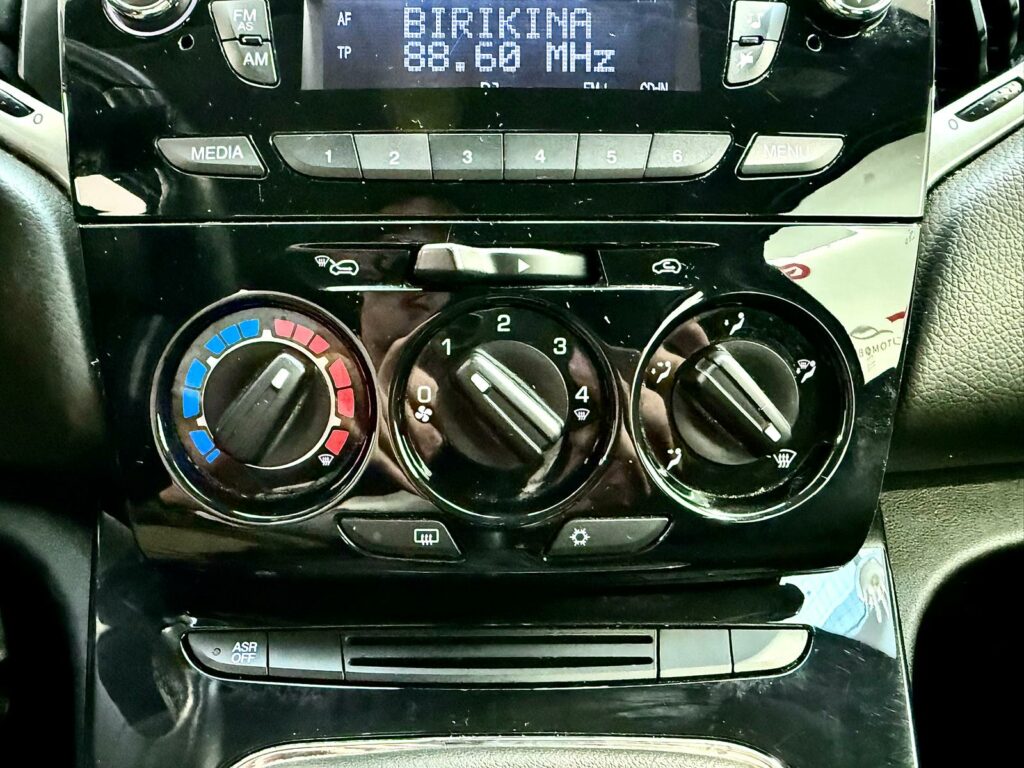 FM
AS
AM
AF
BIRIKINA
TP
88.60 MHz
MEDIA
1
2
3
4
5
6
MENU
0
1
2
3
4
ASR
OFF